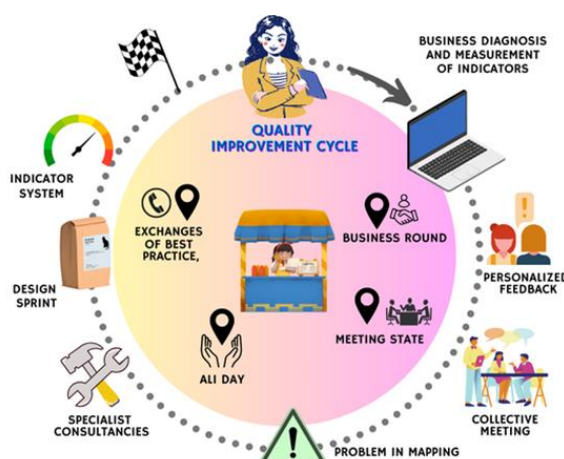 BUSINESS DIAGNOSIS
AND MEASUREMENT
OF INDICATORS
QUALITY
IMPROVEMENT CYCLE
INDICATOR
SYSTEM
EXCHANGES
OF BEST
PRACTICE,
BUSINESS ROUND
PERSONALIZED
FEEDBACK
DESIGN
SPRINT
MEETING STATE
ALI DAY
SPECIALIST
CONSULTANCIES
COLLECTIVE
MEETING
PROBLEM IN MAPPING